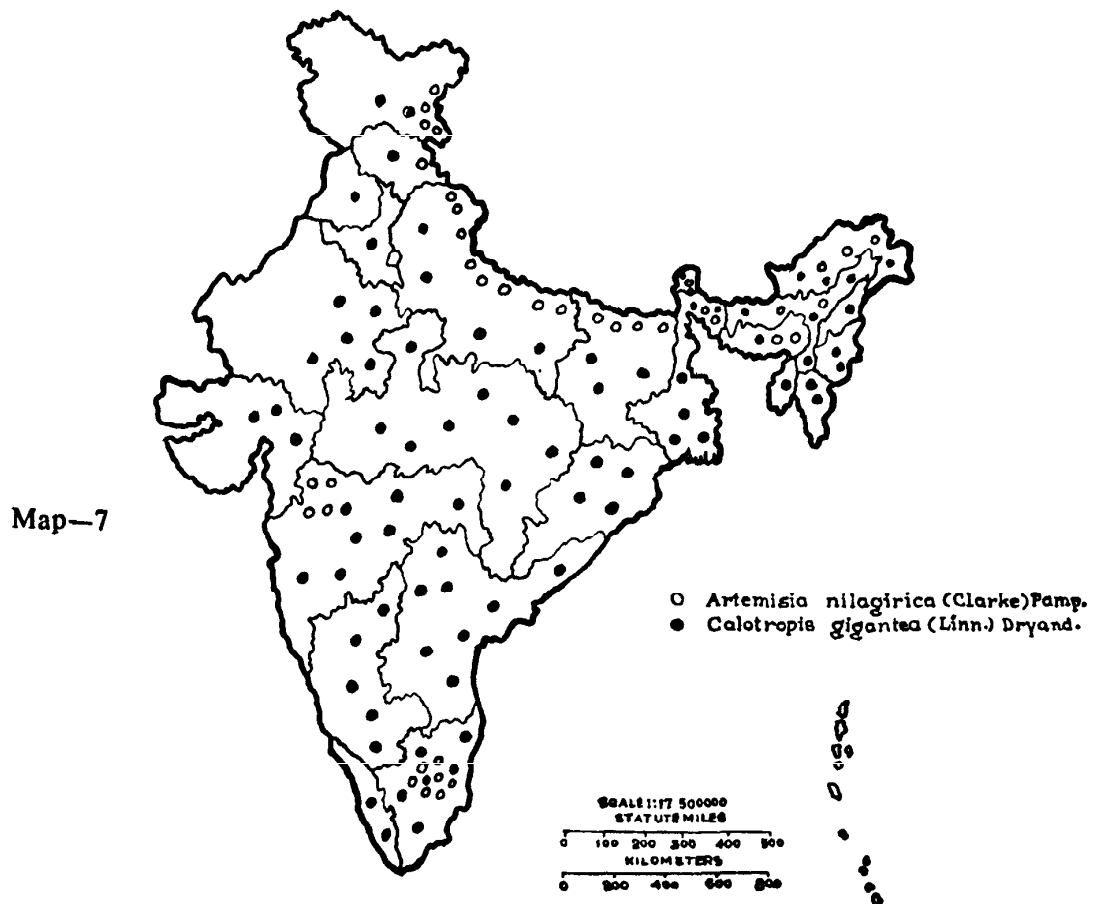 Map—7
○ Artemisia nilagirica (Clarke) Pamp.
● Calotropis gigantea (Linn.) Dryand.
SCALE 1:17 500000
STATUTE MILES
0 100 200 300 400 500
KILOMETERS
0 200 400 600 800